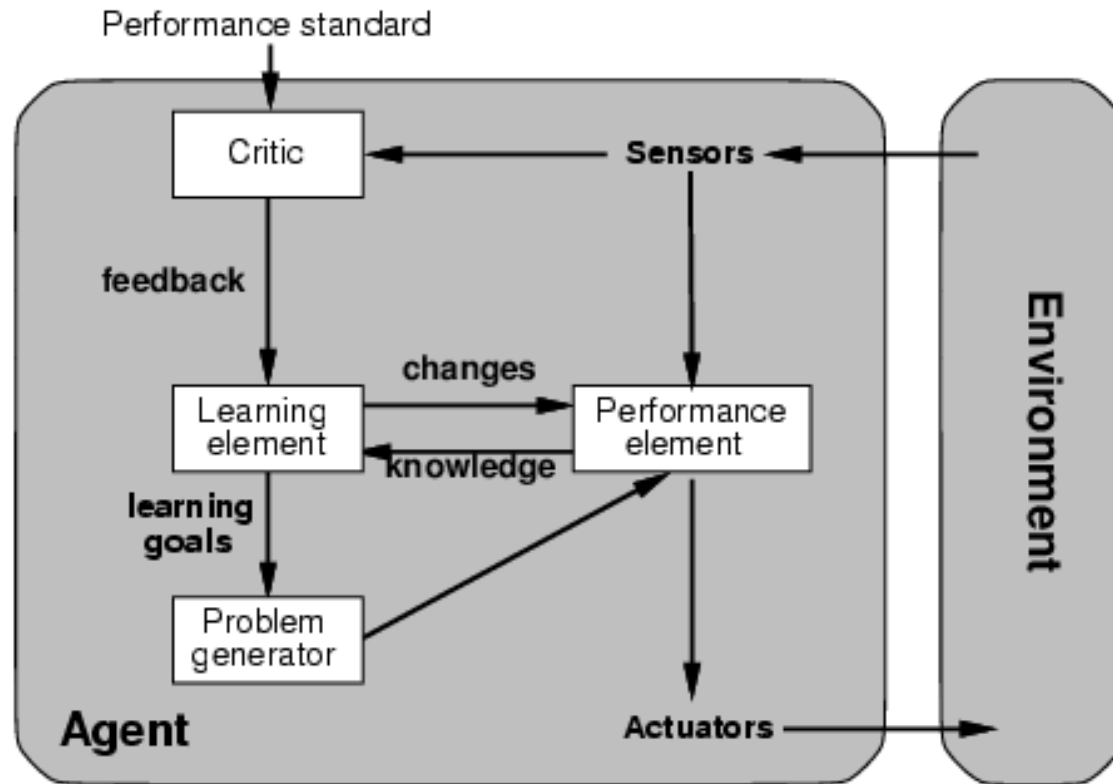 Performance standard
Critic
Sensors
feedback
changes
Learning
element
Performance
element
knowledge
learning
goals
Problem
generator
Agent
Actuators
Environment